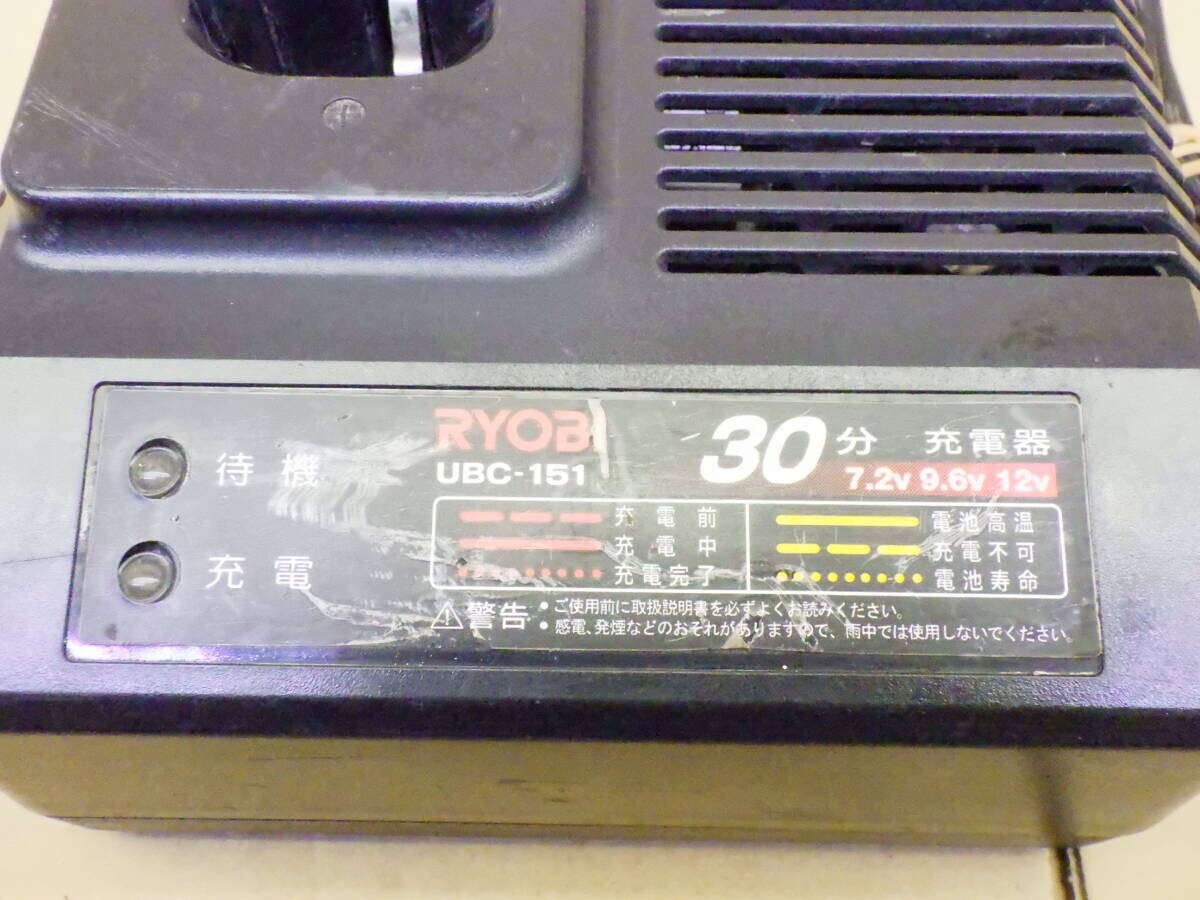 RYOBI
UBC-151
30分 充電器
7.2v 9.6v 12v
待機
充電
充電前
充電中
充電完了
電池高温
充電不可
電池寿命
警告
・ご使用前に取扱説明書を必ずよくお読みください。
・感電、発煙などのおそれがありますので、雨中では使用しないでください。